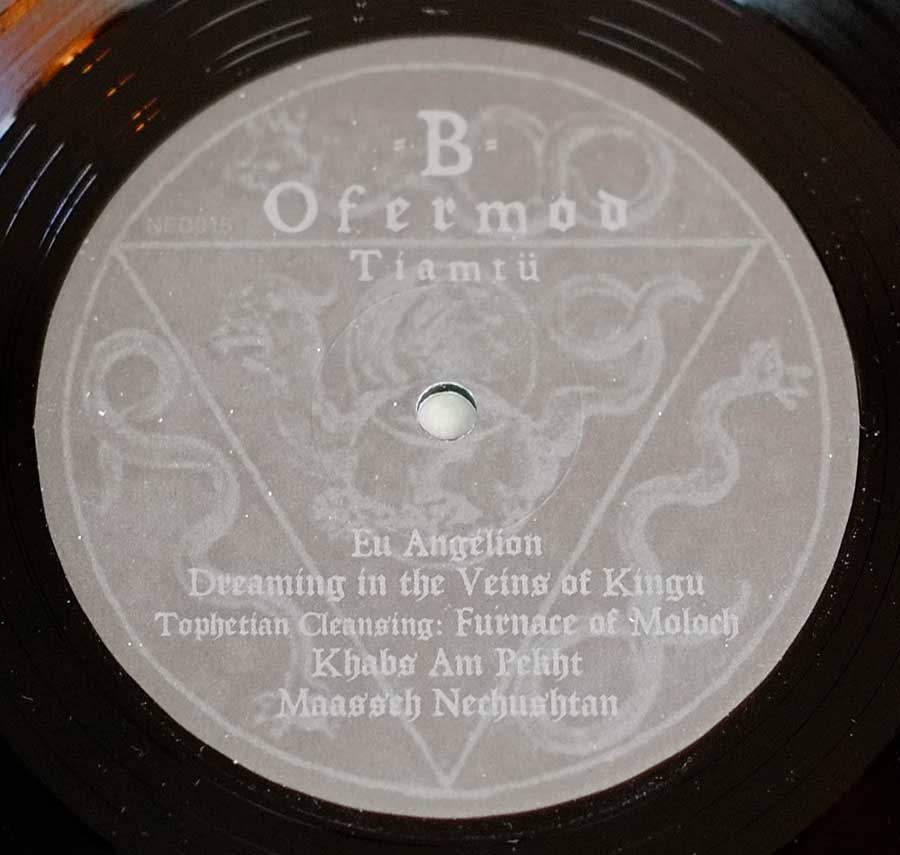 = B =
Ofermod
NED018
Tiamtü
Eu Angelion
Dreaming in the Veins of Kingu
Tophetian Cleansing: Furnace of Moloch
Khabs Am Pekht
Maasseh Nechushtan